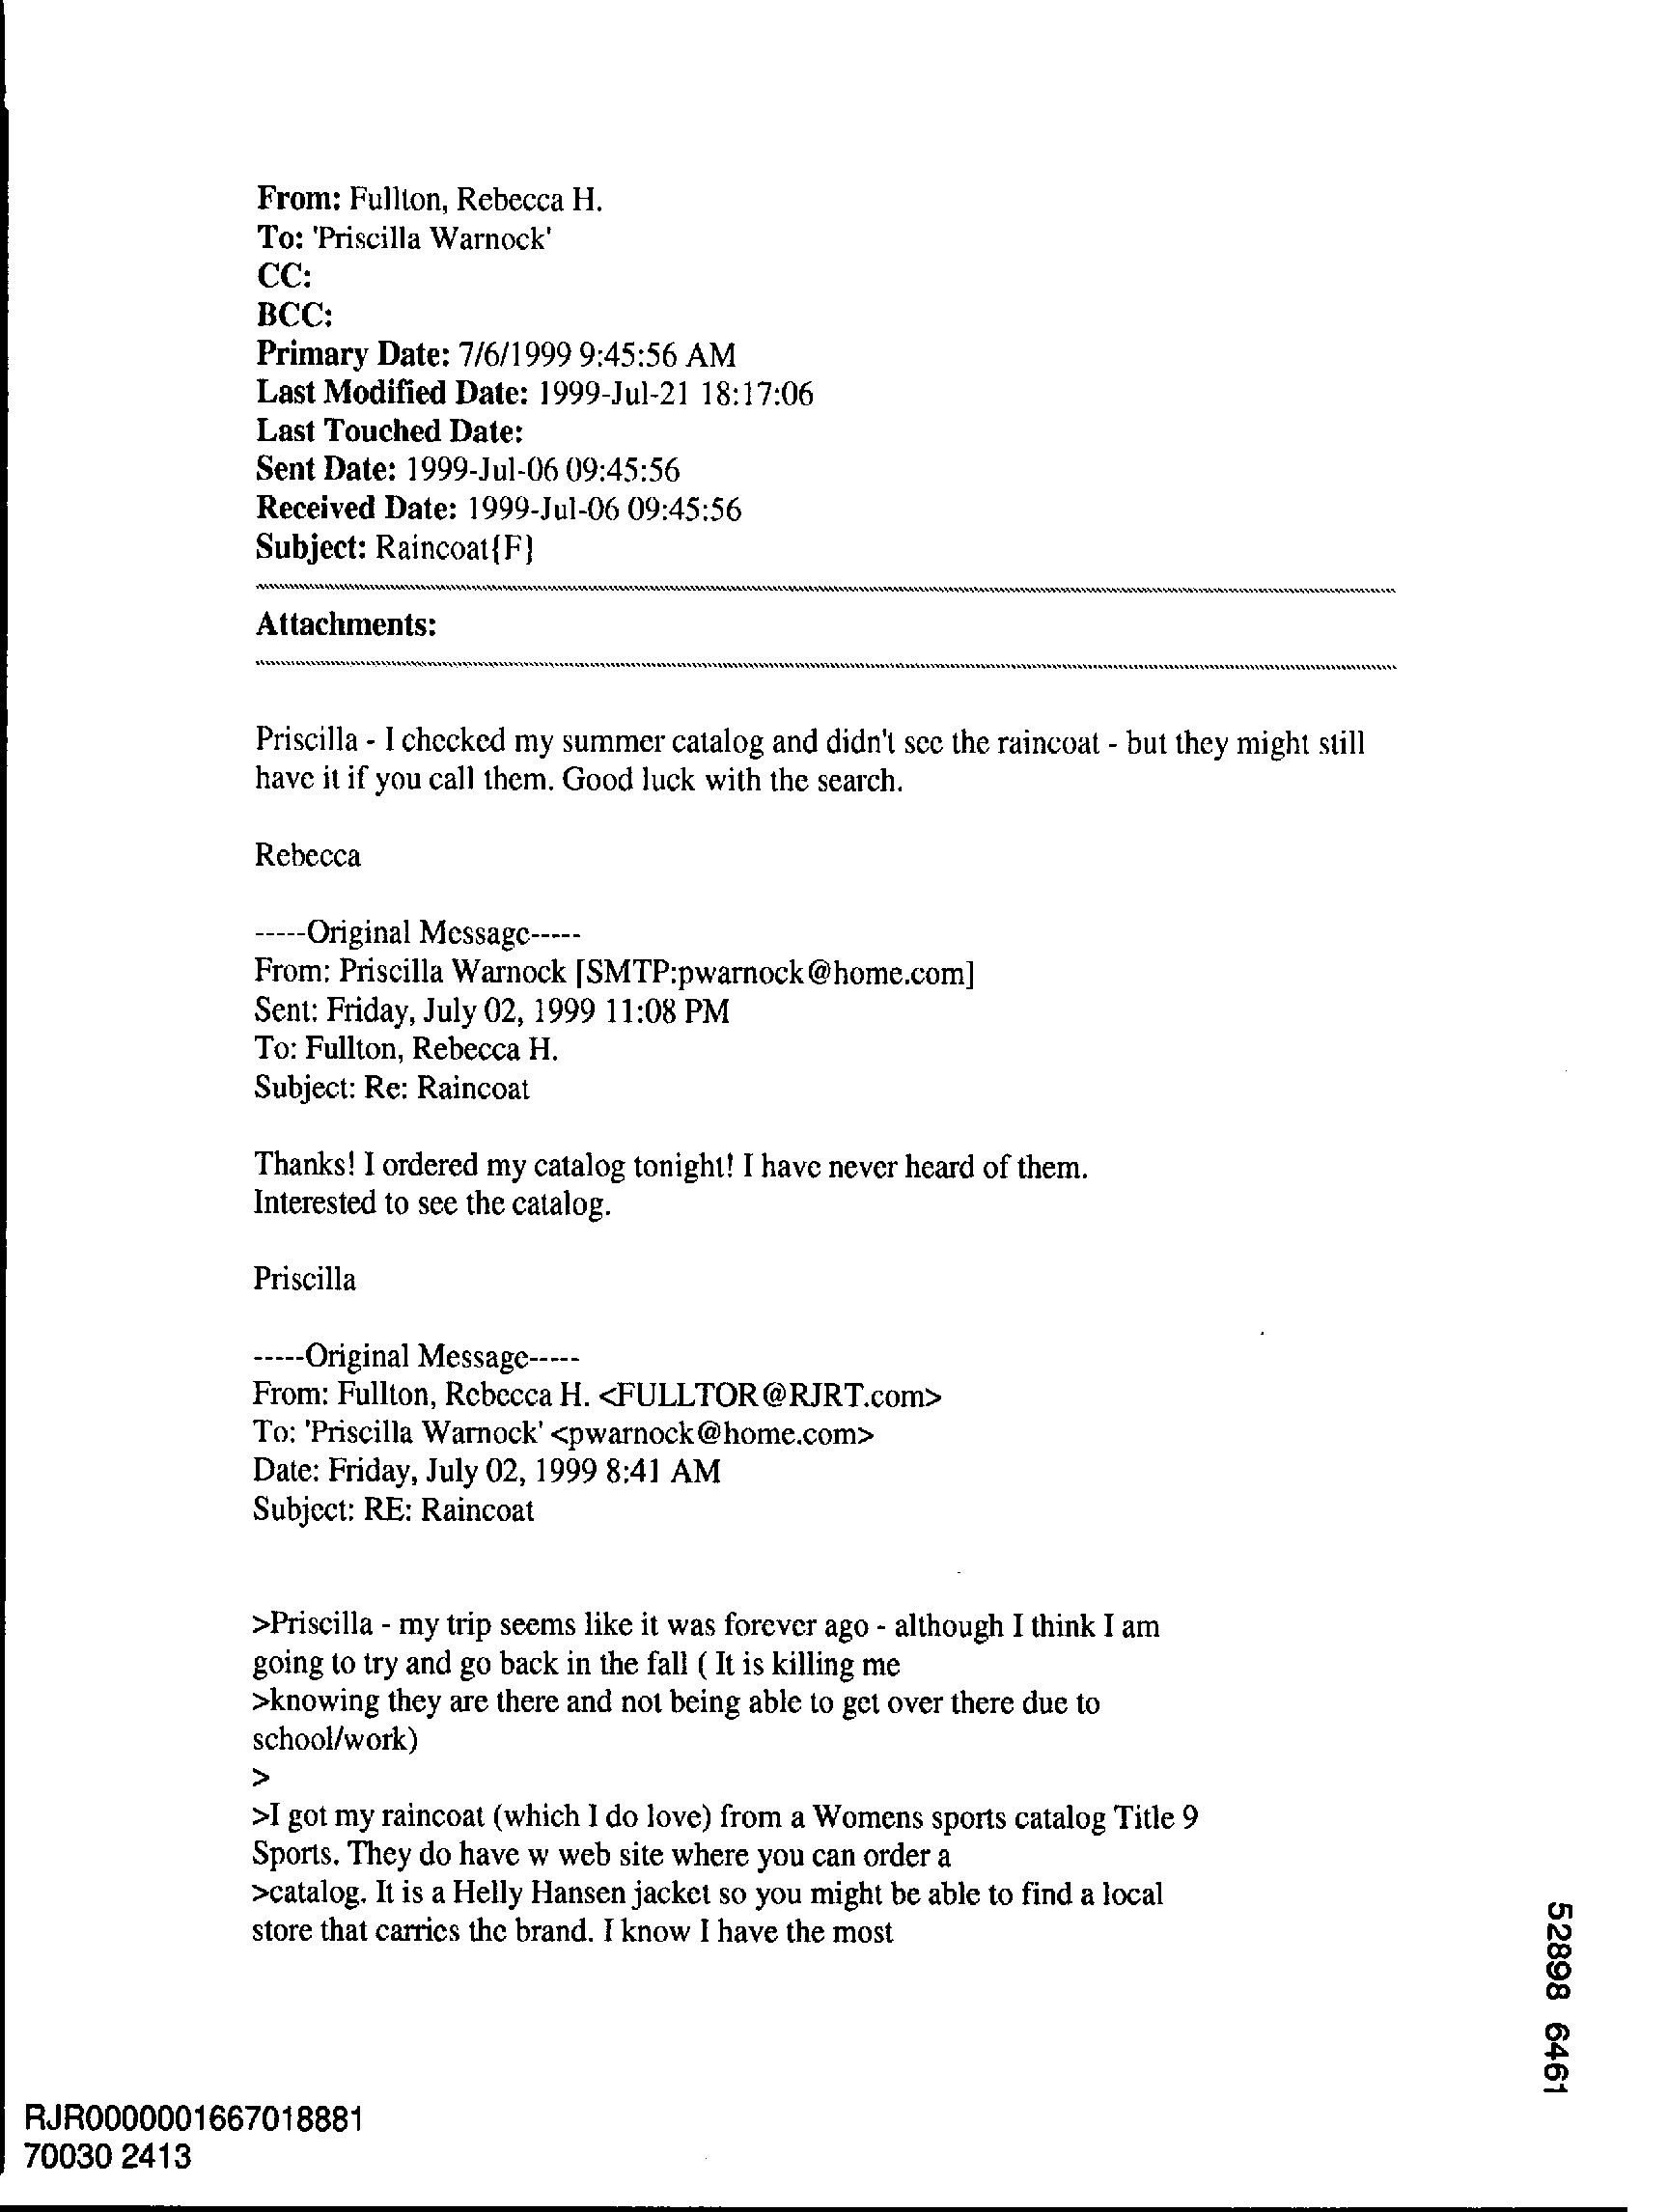 From: Fullton, Rebecca H.
To: 'Priscilla Warnock'
CC:
BCC:
Primary Date: 7/6/1999 9:45:56 AM
Last Modified Date: 1999-Jul-21 18:17:06
Last Touched Date:
Sent Date: 1999-Jul-06 09:45:56
Received Date: 1999-Jul-06 09:45:56
Subject: Raincoat{F}
Attachments:
Priscilla - I checked my summer catalog and didn't see the raincoat - but they might still
have it if you call them. Good luck with the search.
Rebecca
-----Original Message-----
From: Priscilla Warnock [SMTP:pwarnock@home.com]
Sent: Friday, July 02, 1999 11:08 PM
To: Fullton, Rebecca H.
Subject: Re: Raincoat
Thanks! I ordered my catalog tonight! I have never heard of them.
Interested to see the catalog.
Priscilla
-----Original Message-----
From: Fullton, Rebecca H. <FULLTOR@RJRT.com>
To: 'Priscilla Warnock' <pwarnock@home.com>
Date: Friday, July 02, 1999 8:41 AM
Subject: RE: Raincoat
>Priscilla - my trip seems like it was forever ago - although I think I am
going to try and go back in the fall ( It is killing me
>knowing they are there and not being able to get over there due to
school/work)
>
>I got my raincoat (which I do love) from a Womens sports catalog Title 9
Sports. They do have w web site where you can order a
>catalog. It is a Helly Hansen jacket so you might be able to find a local
store that carries the brand. I know I have the most
52898 6461
RJR0000001667018881
70030 2413